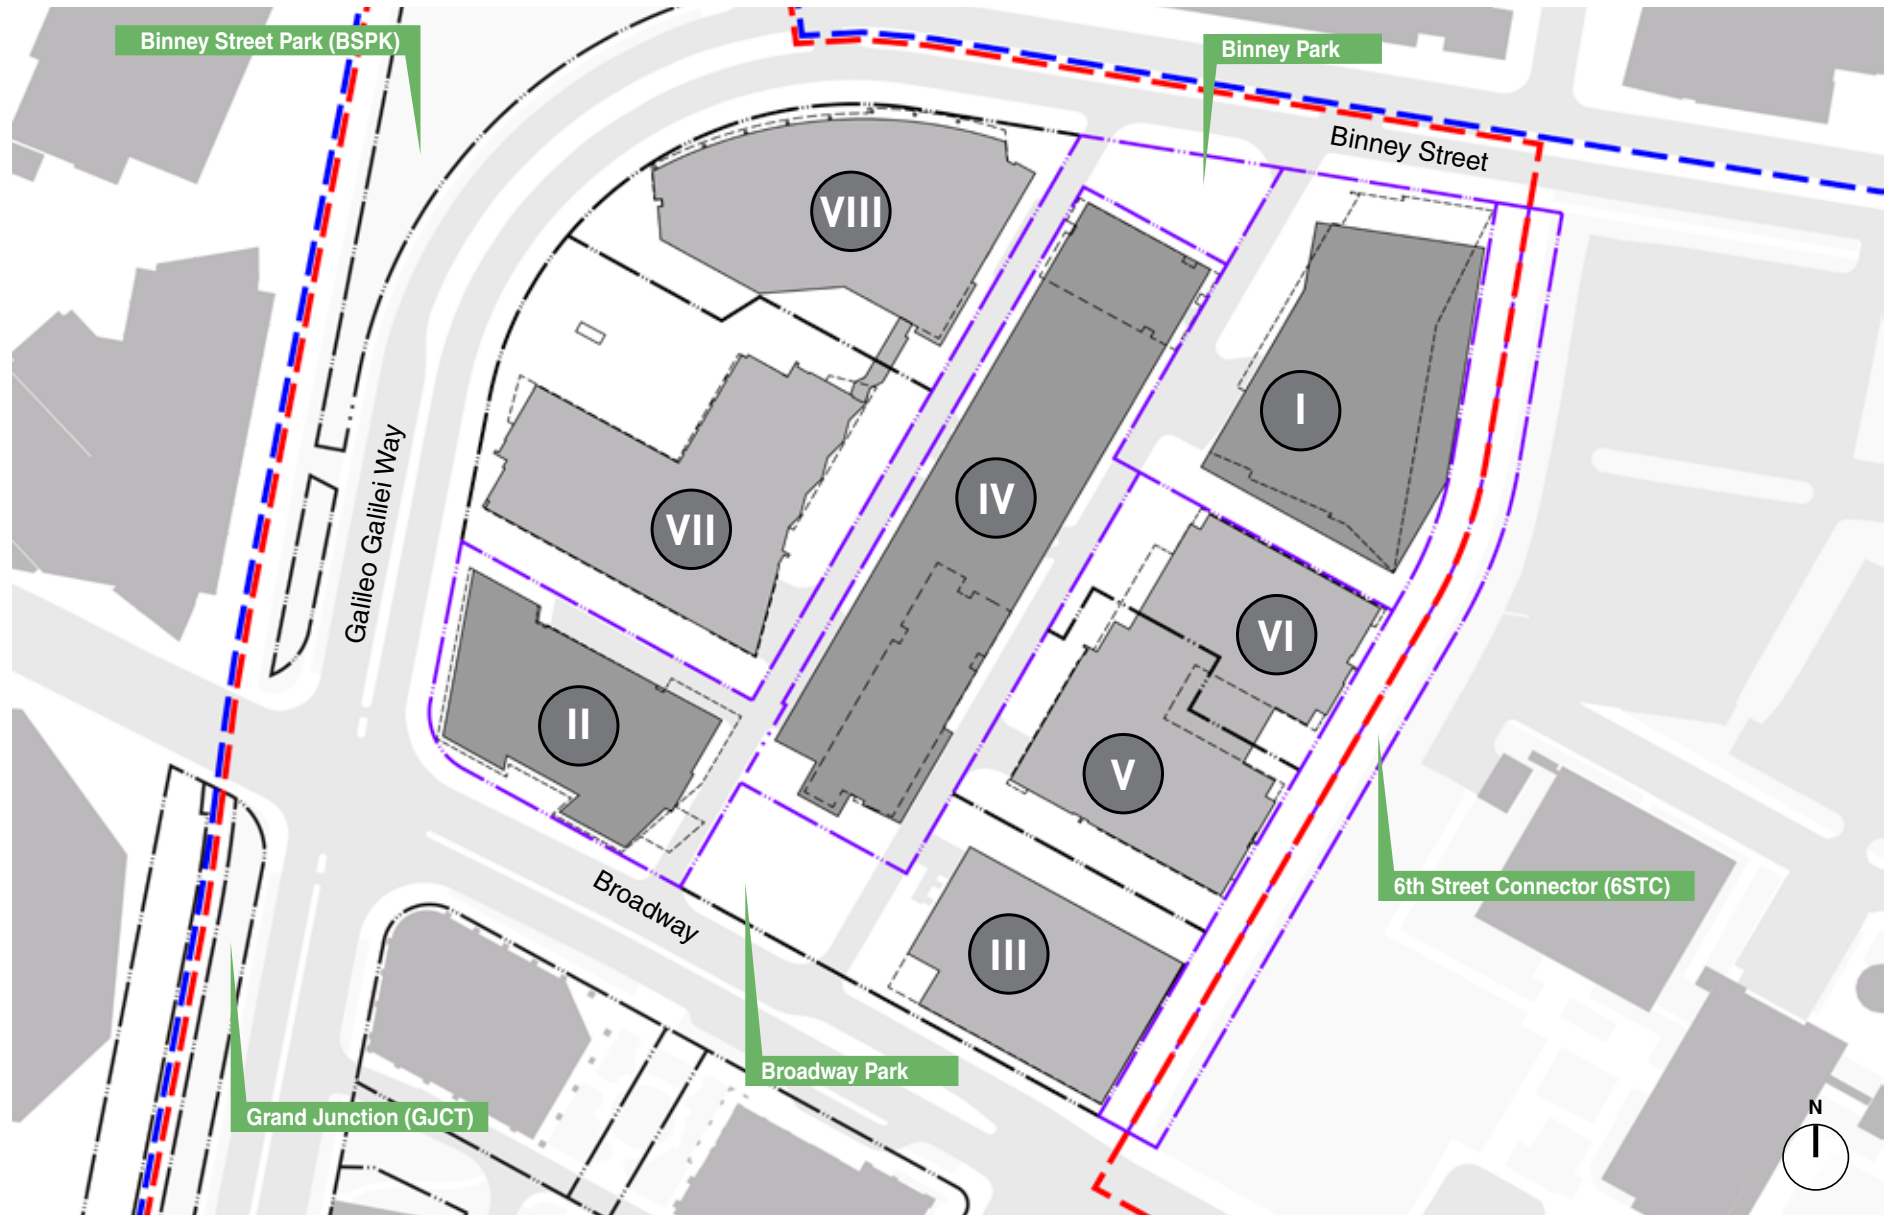 Binney Street Park (BSPK)
Binney Park
Binney Street
VIII
I
Galileo Galilei Way
IV
VII
VI
II
V
6th Street Connector (6STC)
Broadway
III
Broadway Park
Grand Junction (GJCT)
N